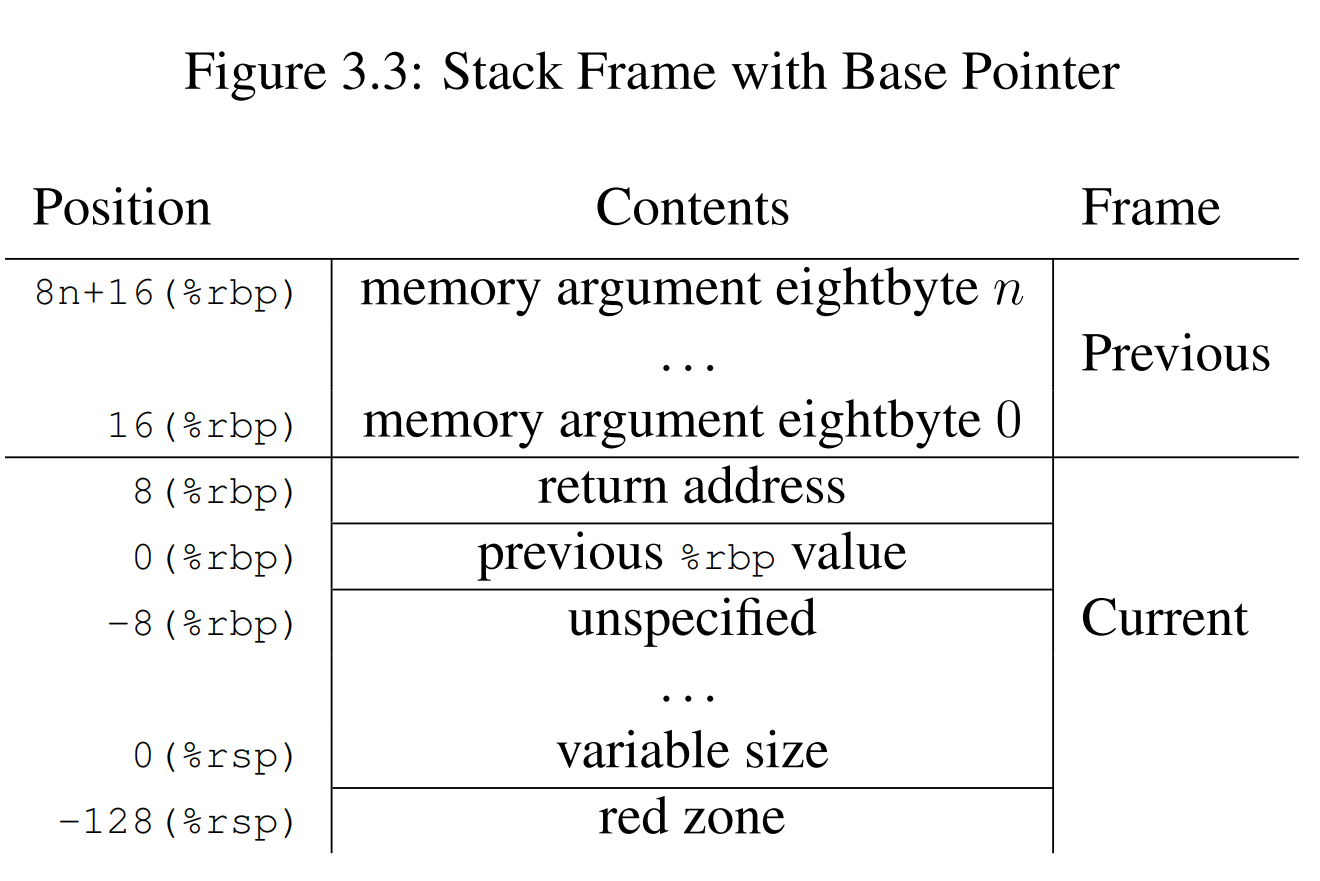 Figure 3.3: Stack Frame with Base Pointer
Position Contents Frame
8n+16(%rbp) memory argument eightbyte n
... Previous
16(%rbp) memory argument eightbyte 0
8(%rbp) return address
0(%rbp) previous %rbp value
-8(%rbp) unspecified Current
...
0(%rsp) variable size
-128(%rsp) red zone